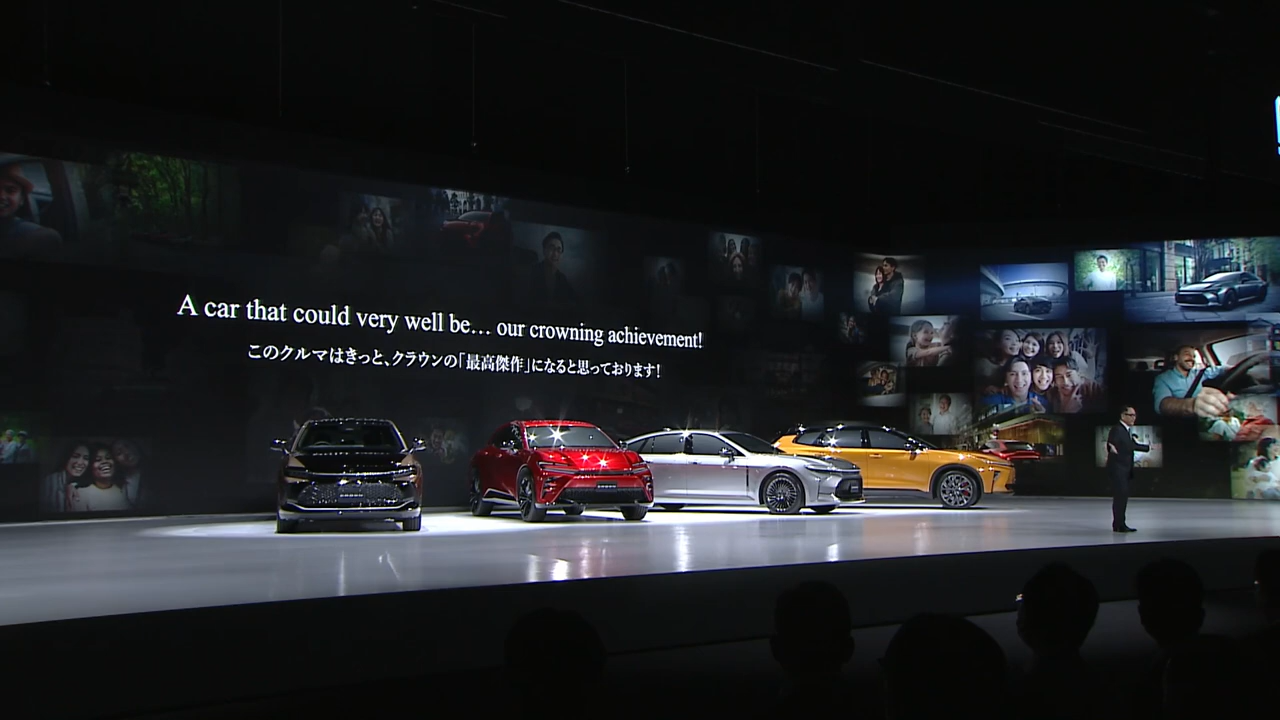 A car that could very well be... our crowning achievement!
このクルマはきっと、クラウンの「最高傑作」になると思っております!